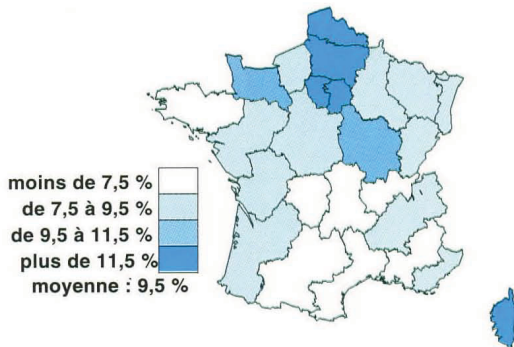 moins de 7,5 %
de 7,5 à 9,5 %
de 9,5 à 11,5 %
plus de 11,5 %
moyenne : 9,5 %